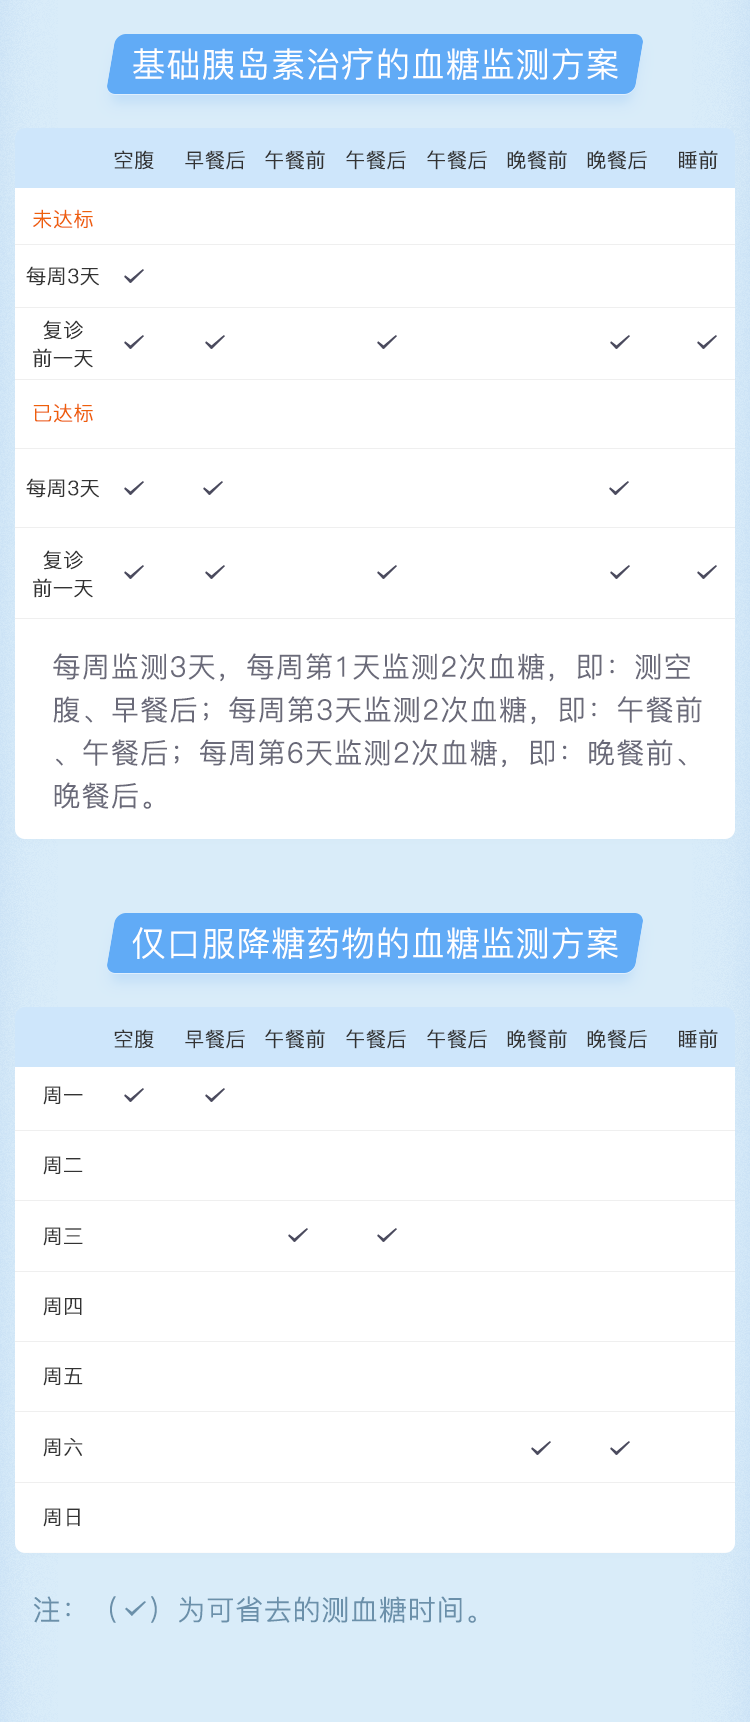 基础胰岛素治疗的血糖监测方案
空腹 早餐后 午餐前 午餐后 午餐后 晚餐前 晚餐后 睡前
未达标
每周3天 ✓
复诊
前一天 ✓ ✓ ✓ ✓ ✓
已达标
每周3天 ✓ ✓ ✓
复诊
前一天 ✓ ✓ ✓ ✓ ✓
每周监测3天，每周第1天监测2次血糖，即：测空
腹、早餐后；每周第3天监测2次血糖，即：午餐前
、午餐后；每周第6天监测2次血糖，即：晚餐前、
晚餐后。
仅口服降糖药物的血糖监测方案
空腹 早餐后 午餐前 午餐后 午餐后 晚餐前 晚餐后 睡前
周一 ✓ ✓
周二
周三 ✓ ✓
周四
周五
周六 ✓ ✓
周日
注：（✓）为可省去的测血糖时间。